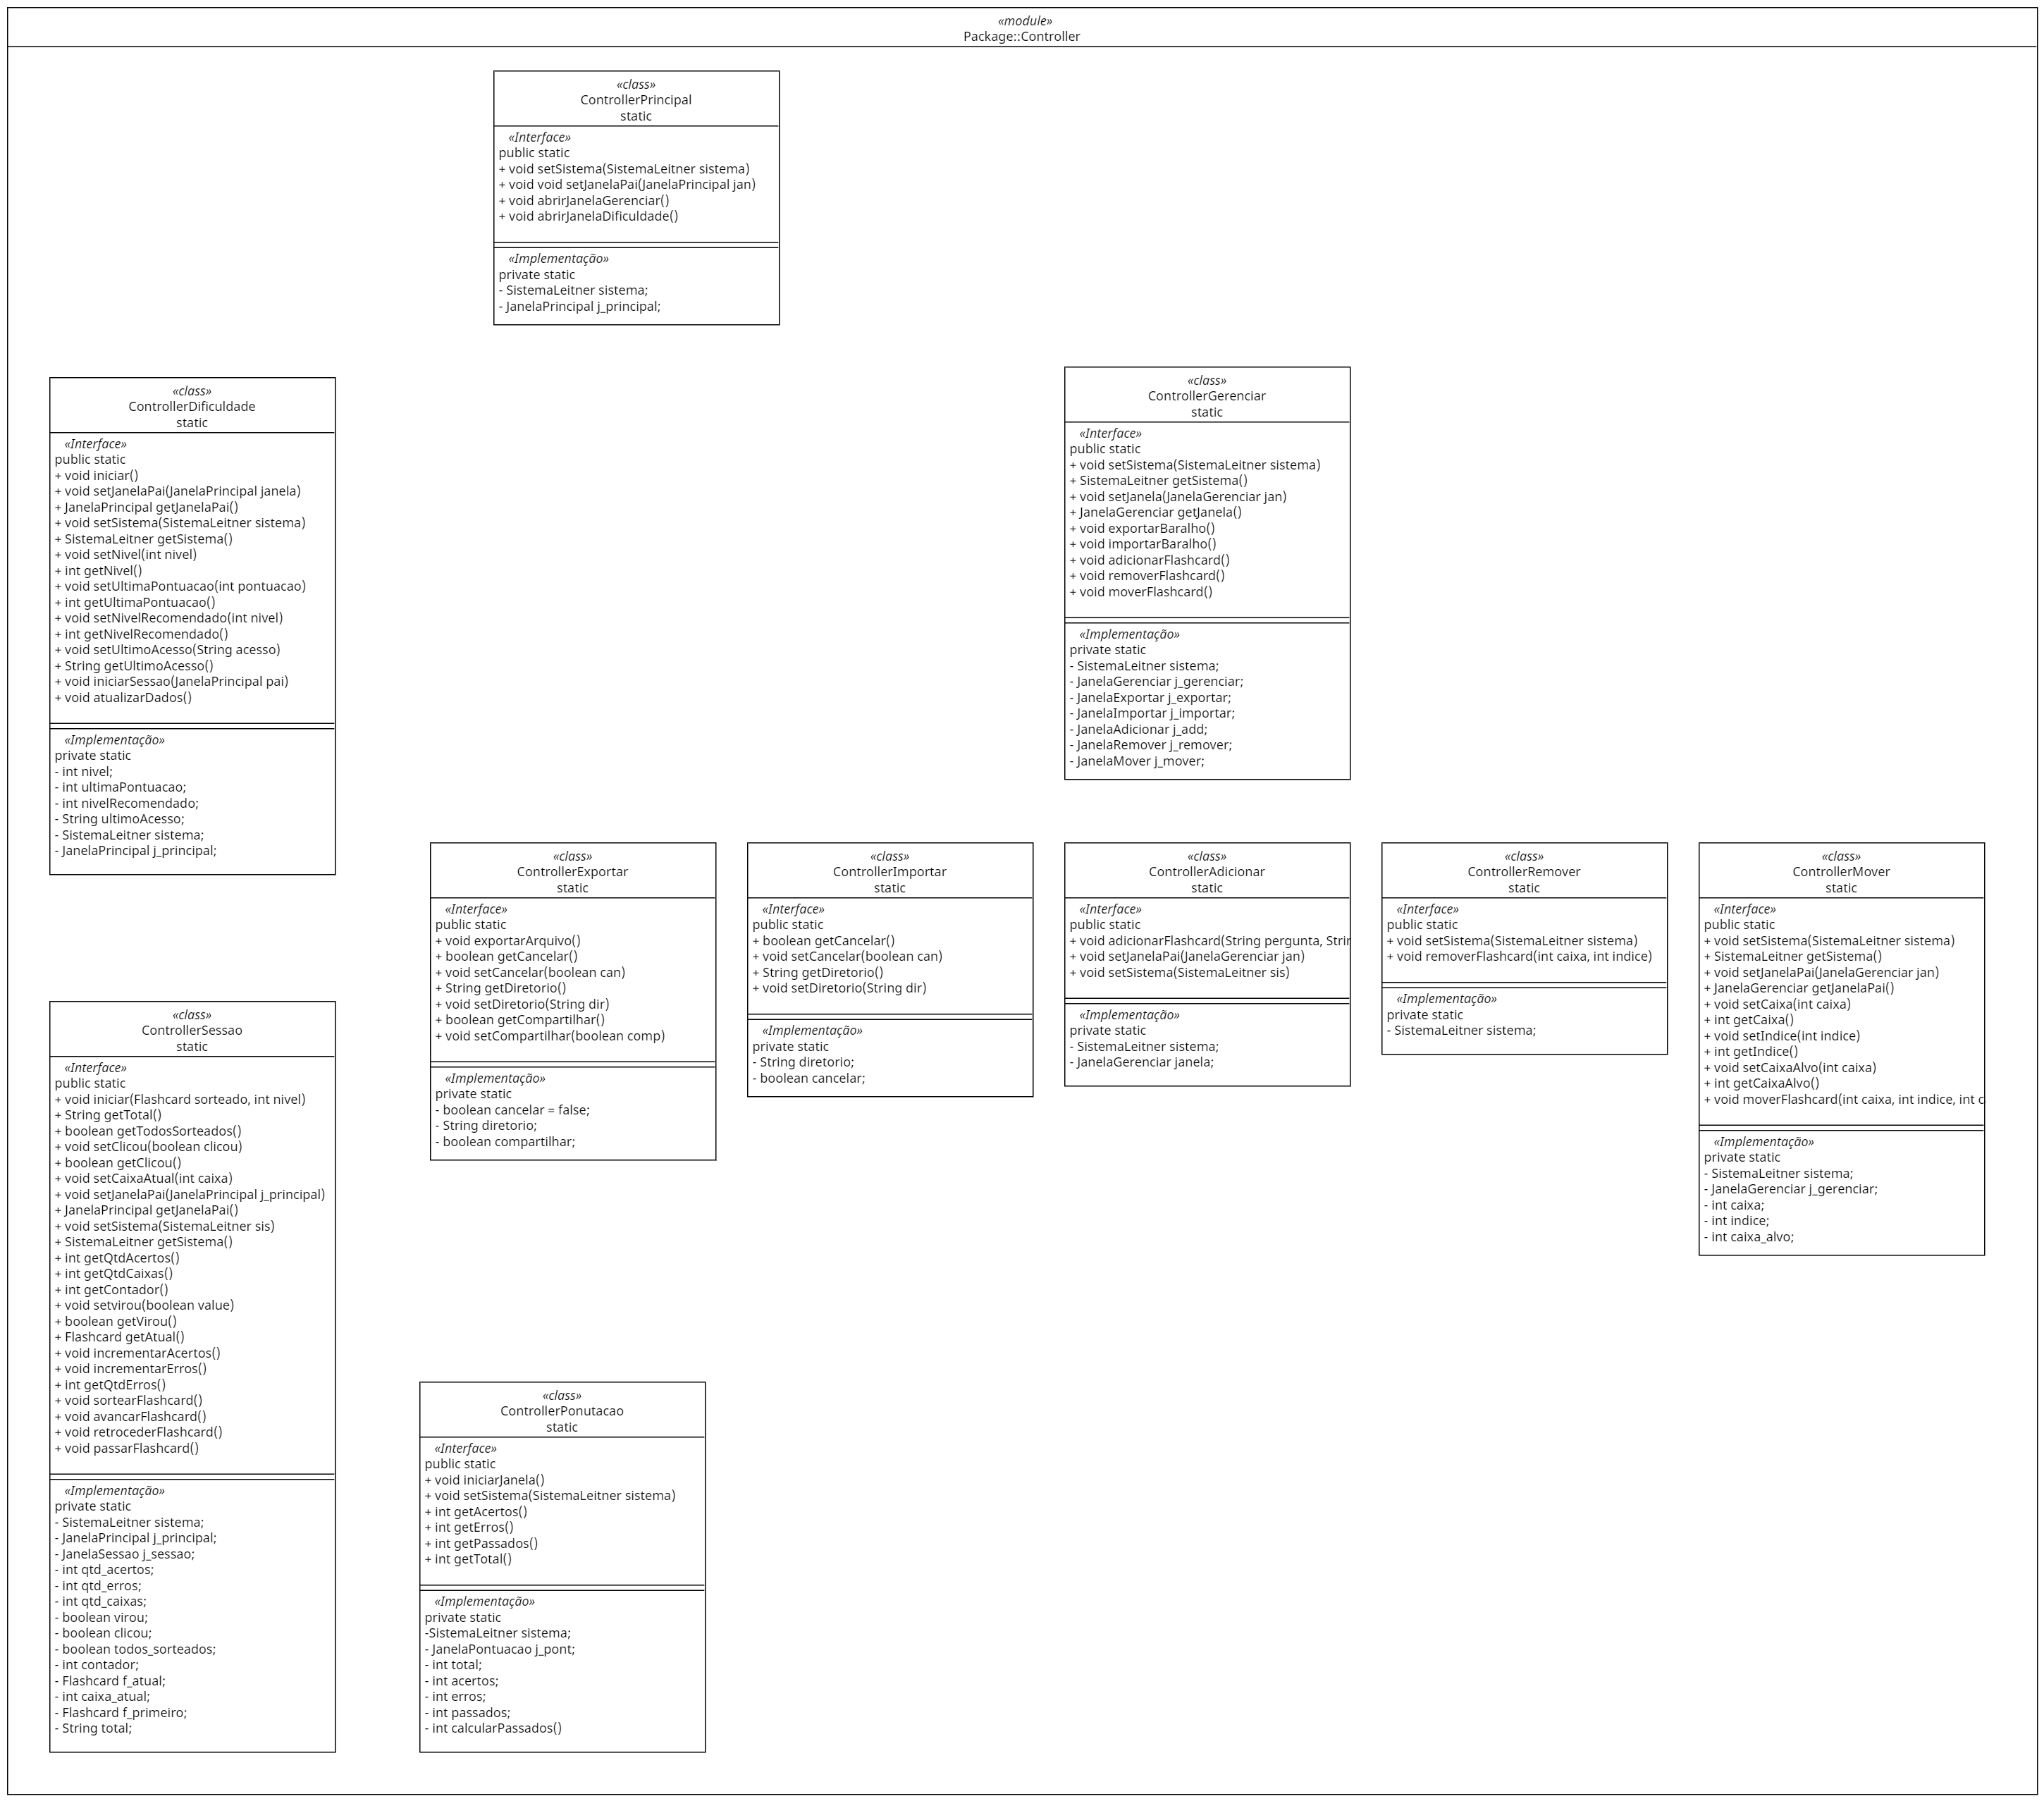 «module»
Package::Controller
«class»
ControllerPrincipal
static
«Interface»
public static
+ void setSistema(SistemaLeitner sistema)
+ void void setJanelaPai(JanelaPrincipal jan)
+ void abrirJanelaGerenciar()
+ void abrirJanelaDificuldade()
«Implementação»
private static
- SistemaLeitner sistema;
- JanelaPrincipal j_principal;
«class»
ControllerDificuldade
static
«Interface»
public static
+ void iniciar()
+ void setJanelaPai(JanelaPrincipal janela)
+ JanelaPrincipal getJanelaPai()
+ void setSistema(SistemaLeitner sistema)
+ SistemaLeitner getSistema()
+ void setNivel(int nivel)
+ int getNivel()
+ void setUltimaPontuacao(int pontuacao)
+ int getUltimaPontuacao()
+ void setNivelRecomendado(int nivel)
+ int getNivelRecomendado()
+ void setUltimoAcesso(String acesso)
+ String getUltimoAcesso()
+ void iniciarSessao(JanelaPrincipal pai)
+ void atualizarDados()
«Implementação»
private static
- int nivel;
- int ultimaPontuacao;
- int nivelRecomendado;
- String ultimoAcesso;
- SistemaLeitner sistema;
- JanelaPrincipal j_principal;
«class»
ControllerGerenciar
static
«Interface»
public static
+ void setSistema(SistemaLeitner sistema)
+ SistemaLeitner getSistema()
+ void setJanela(JanelaGerenciar jan)
+ JanelaGerenciar getJanela()
+ void exportarBaralho()
+ void importarBaralho()
+ void adicionarFlashcard()
+ void removerFlashcard()
+ void moverFlashcard()
«Implementação»
private static
- SistemaLeitner sistema;
- JanelaGerenciar j_gerenciar;
- JanelaExportar j_exportar;
- JanelaImportar j_importar;
- JanelaAdicionar j_add;
- JanelaRemover j_remover;
- JanelaMover j_mover;
«class»
ControllerExportar
static
«Interface»
public static
+ void exportarArquivo()
+ boolean getCancelar()
+ void setCancelar(boolean can)
+ String getDiretorio()
+ void setDiretorio(String dir)
+ boolean getCompartilhar()
+ void setCompartilhar(boolean comp)
«Implementação»
private static
- boolean cancelar = false;
- String diretorio;
- boolean compartilhar;
«class»
ControllerImportar
static
«Interface»
public static
+ boolean getCancelar()
+ void setCancelar(boolean can)
+ String getDiretorio()
+ void setDiretorio(String dir)
«Implementação»
private static
- String diretorio;
- boolean cancelar;
«class»
ControllerAdicionar
static
«Interface»
public static
+ void adicionarFlashcard(String pergunta,
+ void setJanelaPai(JanelaGerenciar jan)
+ void setSistema(SistemaLeitner sis)
«Implementação»
private static
- SistemaLeitner sistema;
- JanelaGerenciar janela;
«class»
ControllerRemover
static
«Interface»
public static
+ void setSistema(SistemaLeitner sistema)
+ void removerFlashcard(int caixa, int indice)
«Implementação»
private static
- SistemaLeitner sistema;
«class»
ControllerMover
static
«Interface»
public static
+ void setSistema(SistemaLeitner sistema)
+ SistemaLeitner getSistema()
+ void setJanelaPai(JanelaGerenciar jan)
+ JanelaGerenciar getJanelaPai()
+ void setCaixa(int caixa)
+ int getCaixa()
+ void setIndice(int indice)
+ int getIndice()
+ void setCaixaAlvo(int caixa)
+ int getCaixaAlvo()
+ void moverFlashcard(int caixa, int indice, int
«Implementação»
private static
- SistemaLeitner sistema;
- JanelaGerenciar j_gerenciar;
- int caixa;
- int indice;
- int caixa_alvo;
«class»
ControllerSessao
static
«Interface»
public static
+ void iniciar(Flashcard sorteado, int nivel)
+ String getTotal()
+ boolean getTodosSorteados()
+ void setClicou(boolean clicou)
+ boolean getClicou()
+ void setCaixaAtual(int caixa)
+ void setJanelaPai(JanelaPrincipal j_principal)
+ JanelaPrincipal getJanelaPai()
+ void setSistema(SistemaLeitner sis)
+ SistemaLeitner getSistema()
+ int getQtdAcertos()
+ int getQtdCaixas()
+ int getContador()
+ void setvirou(boolean value)
+ boolean getVirou()
+ Flashcard getAtual()
+ void incrementarAcertos()
+ void incrementarErros()
+ int getQtdErros()
+ void sortearFlashcard()
+ void avancarFlashcard()
+ void retrocederFlashcard()
+ void passarFlashcard()
«Implementação»
private static
- SistemaLeitner sistema;
- JanelaPrincipal j_principal;
- JanelaSessao j_sessao;
- int qtd_acertos;
- int qtd_erros;
- int qtd_caixas;
- boolean virou;
- boolean clicou;
- boolean todos_sorteados;
- int contador;
- Flashcard f_atual;
- int caixa_atual;
- Flashcard f_primeiro;
- String total;
«class»
ControllerPonutacao
static
«Interface»
public static
+ void iniciarJanela()
+ void setSistema(SistemaLeitner sistema)
+ int getAcertos()
+ int getErros()
+ int getPassados()
+ int getTotal()
«Implementação»
private static
-SistemaLeitner sistema;
- JanelaPontuacao j_pont;
- int total;
- int acertos;
- int erros;
- int passados;
- int calcularPassados()